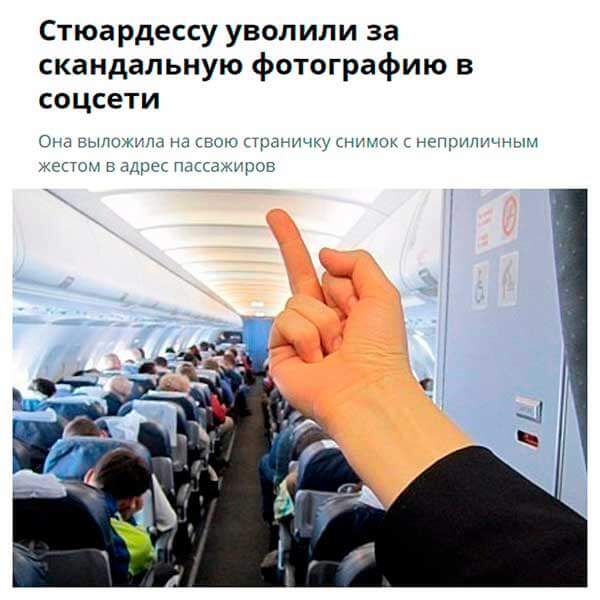 Стюардессу уволили за
скандальную фотографию в
соцсети
Она выложила на свою страничку снимок с неприличным
жестом в адрес пассажиров